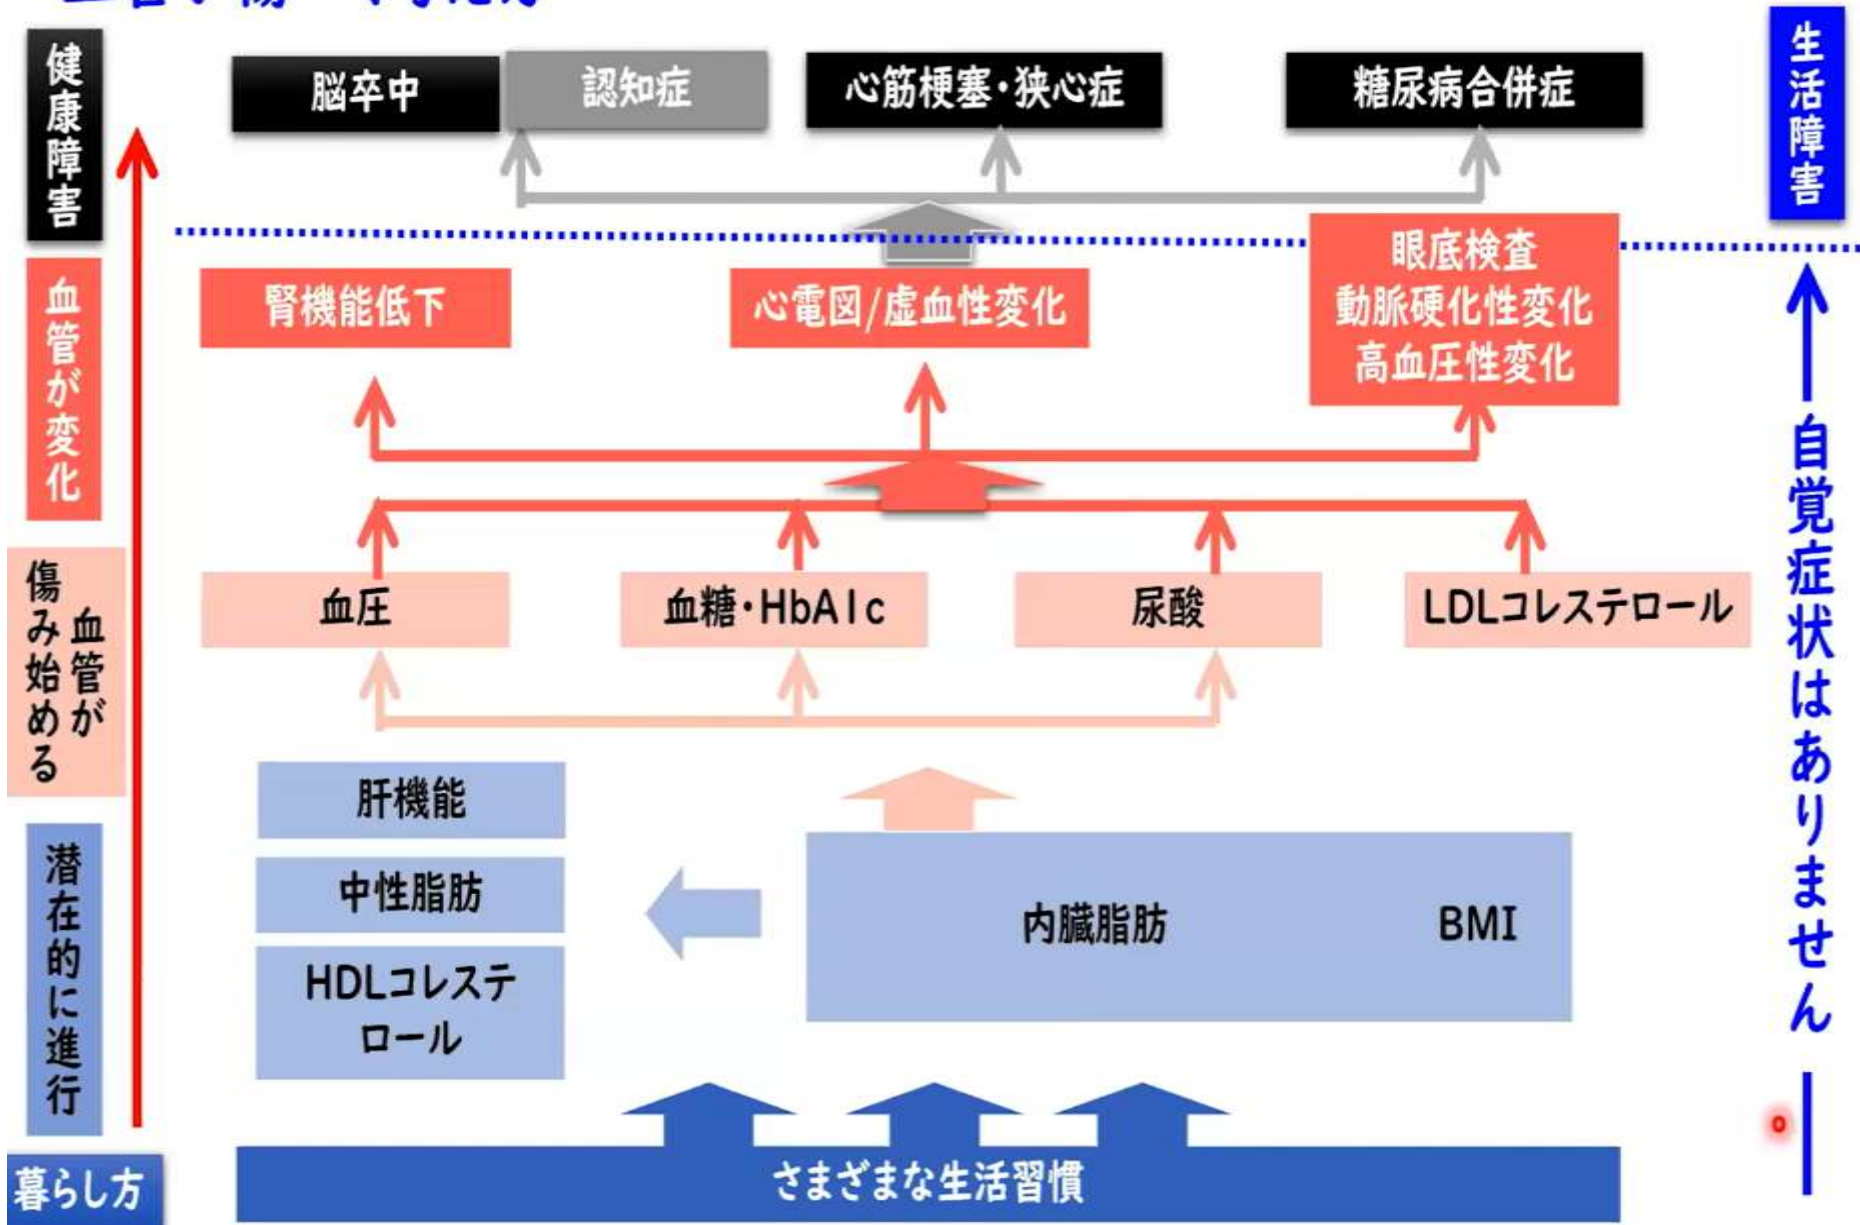 健康障害
脳卒中
認知症
心筋梗塞・狭心症
糖尿病合併症
生活障害
血管が変化
腎機能低下
心電図/虚血性変化
眼底検査
動脈硬化性変化
高血圧性変化
自覚症状はありません
血管が
傷み始める
血圧
血糖・HbA1c
尿酸
LDLコレステロール
潜在的に進行
肝機能
中性脂肪
HDLコレステ
ロール
内臓脂肪
BMI
暮らし方
さまざまな生活習慣